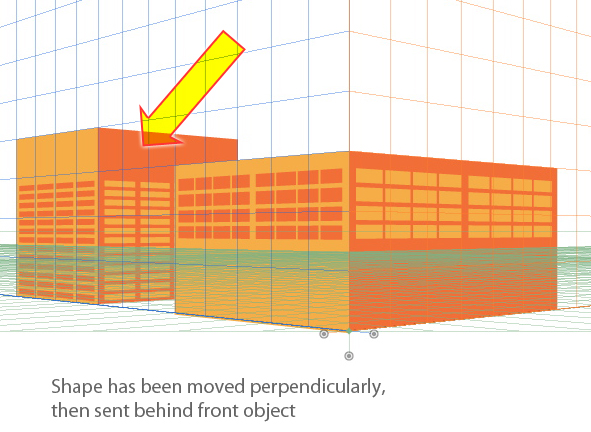 Shape has been moved perpendicularly,
then sent behind front object